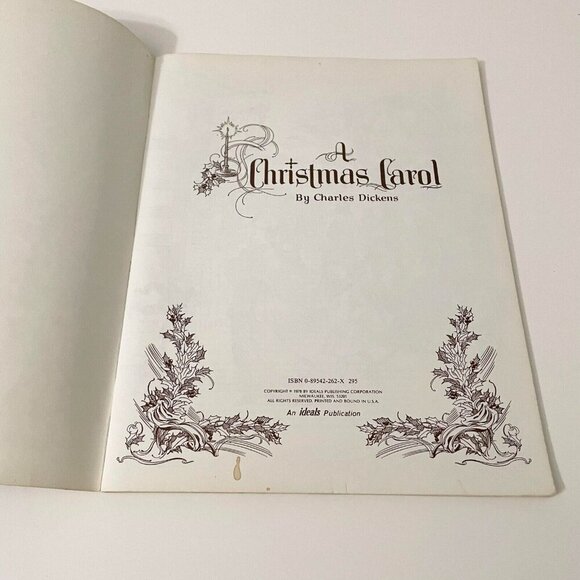 A
Christmas Carol
By Charles Dickens
ISBN 0-89542-262-X 295
COPYRIGHT © 1979 BY IDEALS PUBLISHING CORPORATION
MILWAUKEE, WIS. 53201
ALL RIGHTS RESERVED. PRINTED AND BOUND IN U.S.A.
An ideals Publication